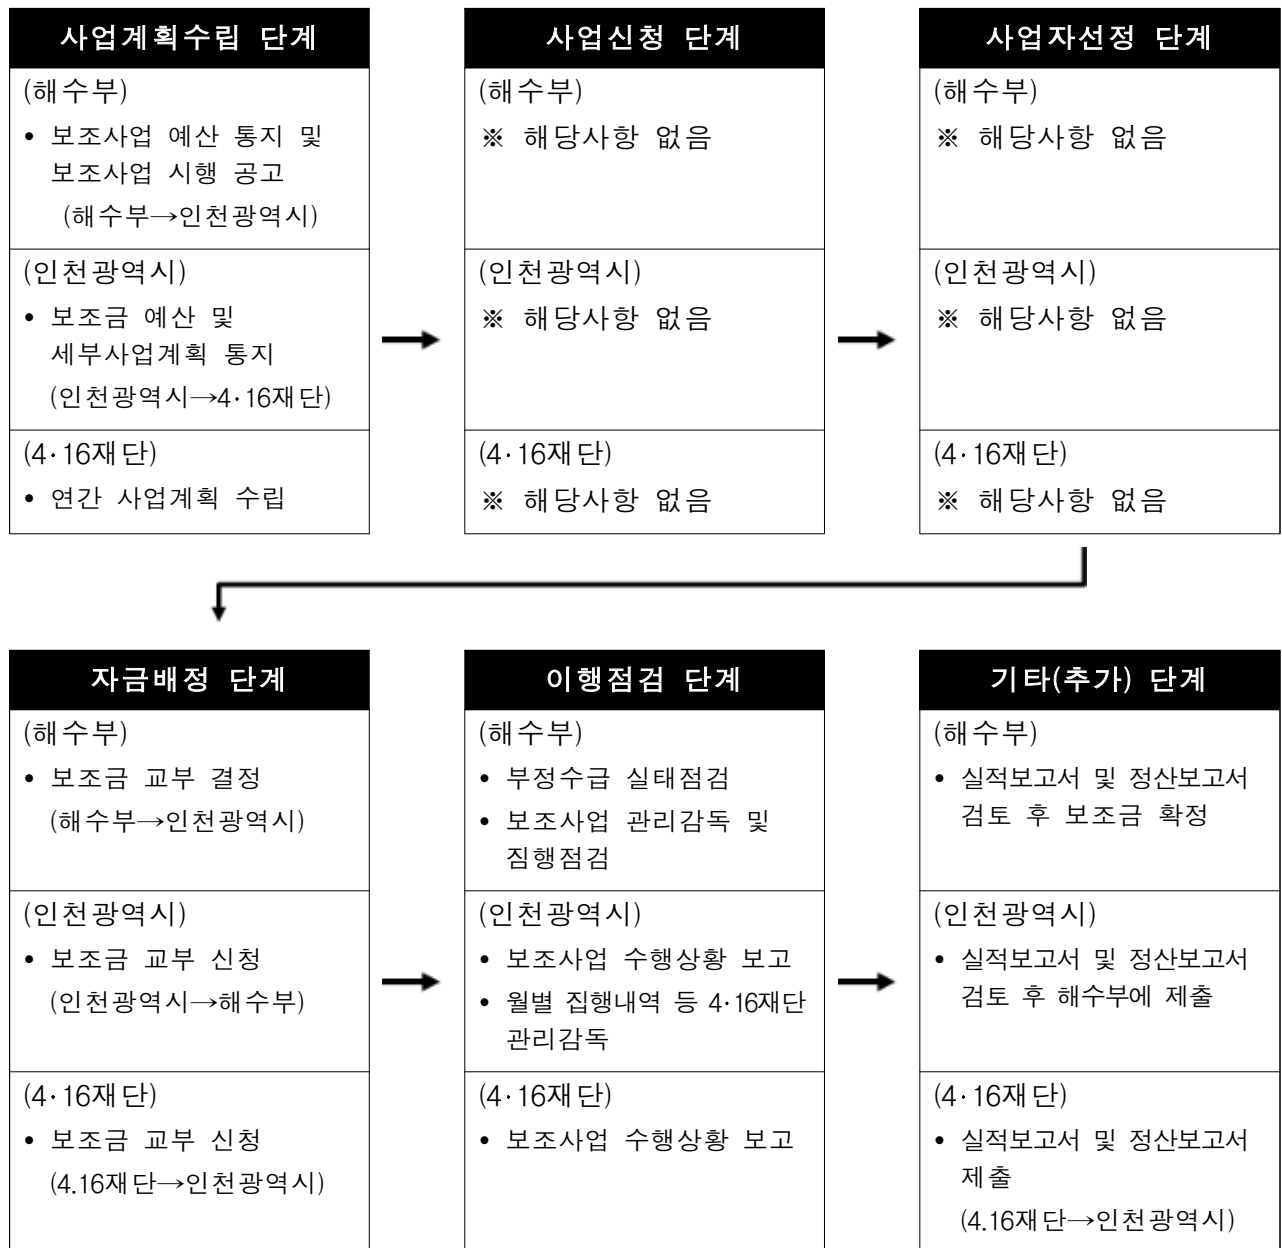 사업계획수립 단계
(해수부)
• 보조사업 예산 통지 및
보조사업 시행 공고
(해수부→인천광역시)
(인천광역시)
• 보조금 예산 및
세부사업계획 통지
(인천광역시→4·16재단)
(4·16재단)
• 연간 사업계획 수립
사업신청 단계
(해수부)
※ 해당사항 없음
(인천광역시)
※ 해당사항 없음
(4·16재단)
※ 해당사항 없음
사업자선정 단계
(해수부)
※ 해당사항 없음
(인천광역시)
※ 해당사항 없음
(4·16재단)
※ 해당사항 없음
자금배정 단계
(해수부)
• 보조금 교부 결정
(해수부→인천광역시)
(인천광역시)
• 보조금 교부 신청
(인천광역시→해수부)
(4·16재단)
• 보조금 교부 신청
(4.16재단→인천광역시)
이행점검 단계
(해수부)
• 부정수급 실태점검
• 보조사업 관리감독 및
짐행점검
(인천광역시)
• 보조사업 수행상황 보고
• 월별 집행내역 등 4·16재단
관리감독
(4·16재단)
• 보조사업 수행상황 보고
기타(추가) 단계
(해수부)
• 실적보고서 및 정산보고서
검토 후 보조금 확정
(인천광역시)
• 실적보고서 및 정산보고서
검토 후 해수부에 제출
(4·16재단)
• 실적보고서 및 정산보고서
제출
(4.16재단→인천광역시)